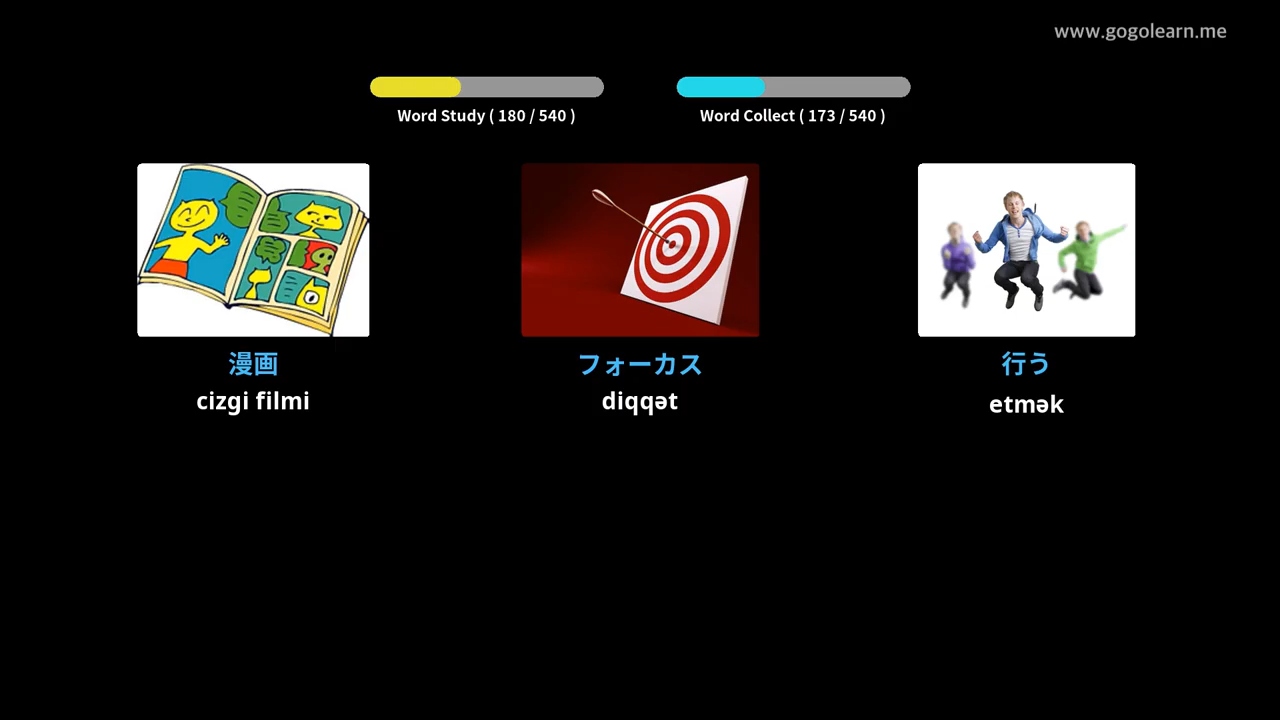 www.gogolearn.me
Word Study ( 180 / 540 )
Word Collect ( 173 / 540 )
漫画
cizgi filmi
フォーカス
diqqət
行う
etmək